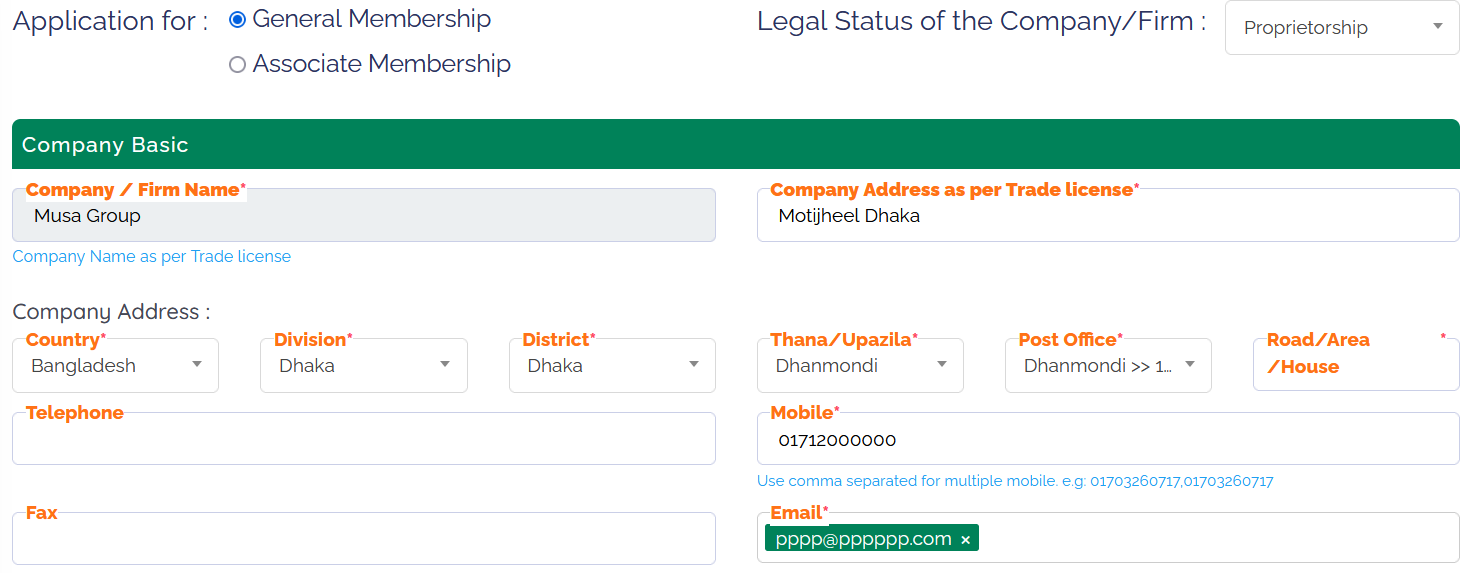 Application for :
General Membership
Legal Status of the Company/Firm :
Proprietorship
Associate Membership
Company Basic
Company / Firm Name*
Company Address as per Trade license*
Musa Group
Motijheel Dhaka
Company Name as per Trade license
Company Address :
Country*
Division*
District*
Thana/Upazila*
Post Office*
Road/Area *
/House
Bangladesh
Dhaka
Dhaka
Dhanmondi
Dhanmondi >> 1...
Telephone
Mobile*
01712000000
Use comma separated for multiple mobile. e.g: 01703260717,01703260717
Fax
Email*
pppp@pppppp.com ×